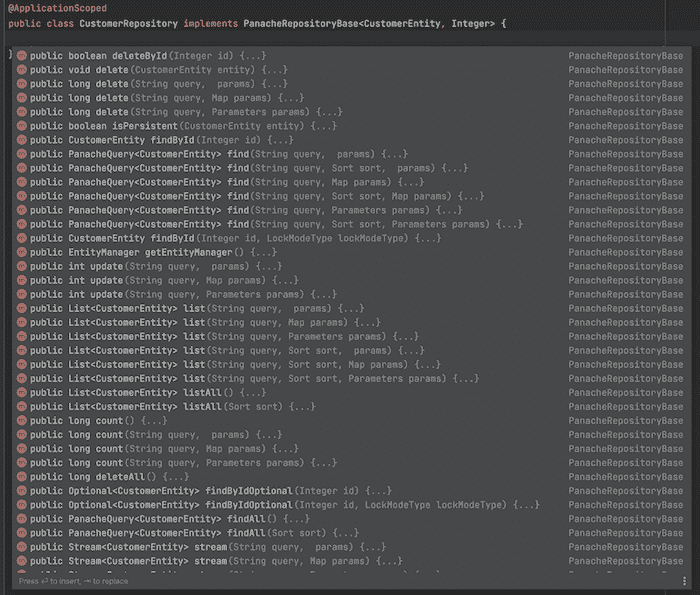 @ApplicationScoped
public class CustomerRepository implements PanacheRepositoryBase<CustomerEntity, Integer> {
}
public boolean deleteById(Integer id) {...} PanacheRepositoryBase
public void delete(CustomerEntity entity) {...} PanacheRepositoryBase
public long delete(String query,  params) {...} PanacheRepositoryBase
public long delete(String query, Map params) {...} PanacheRepositoryBase
public long delete(String query, Parameters params) {...} PanacheRepositoryBase
public boolean isPersistent(CustomerEntity entity) {...} PanacheRepositoryBase
public CustomerEntity findById(Integer id) {...} PanacheRepositoryBase
public PanacheQuery<CustomerEntity> find(String query,  params) {...} PanacheRepositoryBase
public PanacheQuery<CustomerEntity> find(String query, Sort sort,  params) {...} PanacheRepositoryBase
public PanacheQuery<CustomerEntity> find(String query, Map params) {...} PanacheRepositoryBase
public PanacheQuery<CustomerEntity> find(String query, Sort sort, Map params) {...} PanacheRepositoryBase
public PanacheQuery<CustomerEntity> find(String query, Parameters params) {...} PanacheRepositoryBase
public PanacheQuery<CustomerEntity> find(String query, Sort sort, Parameters params) {...} PanacheRepositoryBase
public CustomerEntity findById(Integer id, LockModeType lockModeType) {...} PanacheRepositoryBase
public EntityManager getEntityManager() {...} PanacheRepositoryBase
public int update(String query,  params) {...} PanacheRepositoryBase
public int update(String query, Map params) {...} PanacheRepositoryBase
public int update(String query, Parameters params) {...} PanacheRepositoryBase
public List<CustomerEntity> list(String query,  params) {...} PanacheRepositoryBase
public List<CustomerEntity> list(String query, Map params) {...} PanacheRepositoryBase
public List<CustomerEntity> list(String query, Parameters params) {...} PanacheRepositoryBase
public List<CustomerEntity> list(String query, Sort sort,  params) {...} PanacheRepositoryBase
public List<CustomerEntity> list(String query, Sort sort, Map params) {...} PanacheRepositoryBase
public List<CustomerEntity> list(String query, Sort sort, Parameters params) {...} PanacheRepositoryBase
public List<CustomerEntity> listAll() {...} PanacheRepositoryBase
public List<CustomerEntity> listAll(Sort sort) {...} PanacheRepositoryBase
public long count() {...} PanacheRepositoryBase
public long count(String query,  params) {...} PanacheRepositoryBase
public long count(String query, Map params) {...} PanacheRepositoryBase
public long count(String query, Parameters params) {...} PanacheRepositoryBase
public long deleteAll() {...} PanacheRepositoryBase
public Optional<CustomerEntity> findByIdOptional(Integer id) {...} PanacheRepositoryBase
public Optional<CustomerEntity> findByIdOptional(Integer id, LockModeType lockModeType) {...} PanacheRepositoryBase
public PanacheQuery<CustomerEntity> findAll() {...} PanacheRepositoryBase
public PanacheQuery<CustomerEntity> findAll(Sort sort) {...} PanacheRepositoryBase
public Stream<CustomerEntity> stream(String query,  params) {...} PanacheRepositoryBase
public Stream<CustomerEntity> stream(String query, Map params) {...} PanacheRepositoryBase
Press ⏎ to insert, ⇥ to replace